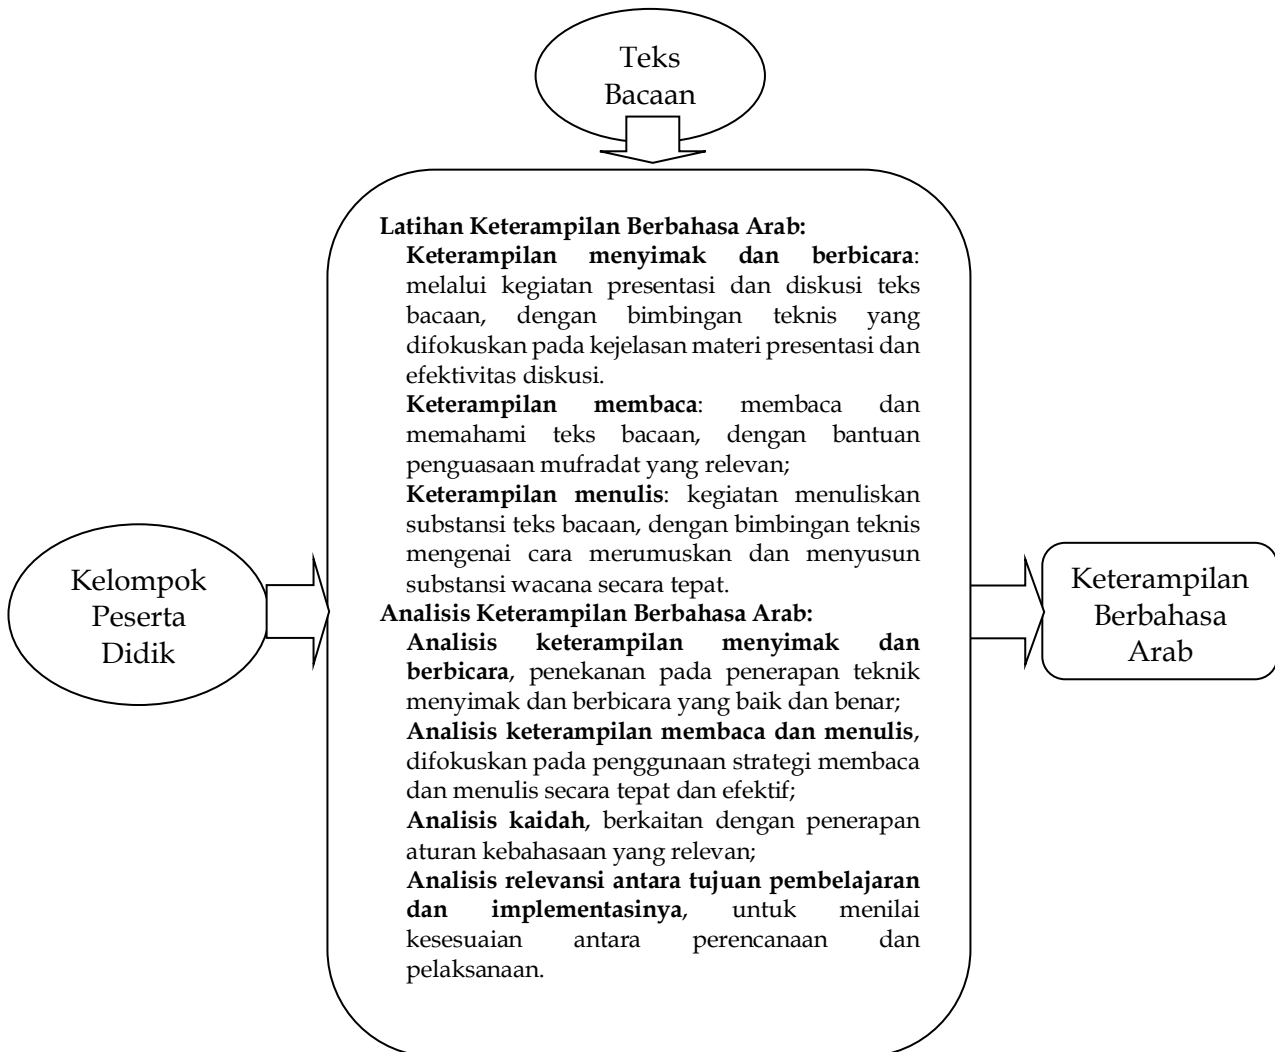 Teks
Bacaan
Latihan Keterampilan Berbahasa Arab:
Keterampilan menyimak dan berbicara:
melalui kegiatan presentasi dan diskusi teks
bacaan, dengan bimbingan teknis yang
difokuskan pada kejelasan materi presentasi dan
efektivitas diskusi.
Keterampilan membaca: membaca dan
memahami teks bacaan, dengan bantuan
penguasaan mufradat yang relevan;
Keterampilan menulis: kegiatan menuliskan
substansi teks bacaan, dengan bimbingan teknis
mengenai cara merumuskan dan menyusun
substansi wacana secara tepat.
Analisis Keterampilan Berbahasa Arab:
Analisis keterampilan menyimak dan
berbicara, penekanan pada penerapan teknik
menyimak dan berbicara yang baik dan benar;
Analisis keterampilan membaca dan menulis,
difokuskan pada penggunaan strategi membaca
dan menulis secara tepat dan efektif;
Analisis kaidah, berkaitan dengan penerapan
aturan kebahasaan yang relevan;
Analisis relevansi antara tujuan pembelajaran
dan implementasinya, untuk menilai
kesesuaian antara perencanaan dan
pelaksanaan.
Kelompok
Peserta
Didik
Keterampilan
Berbahasa
Arab